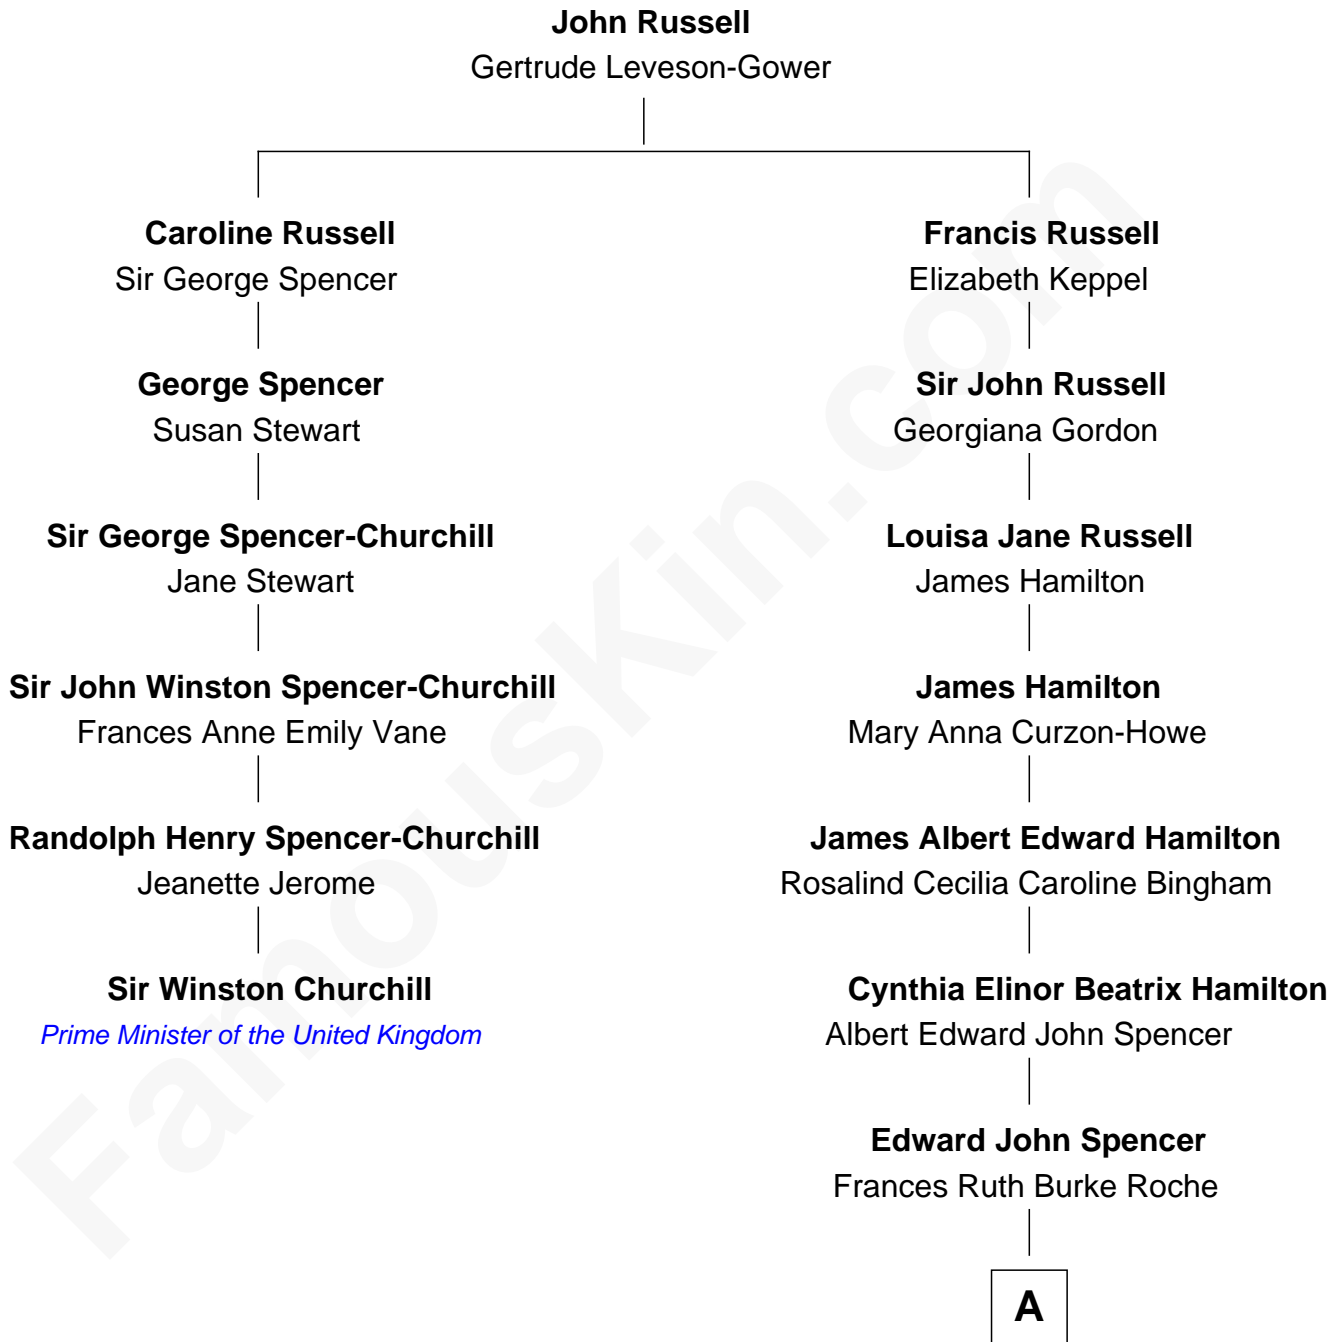 John Russell
Gertrude Leveson-Gower
Caroline Russell
Sir George Spencer
Francis Russell
Elizabeth Keppel
George Spencer
Susan Stewart
Sir John Russell
Georgiana Gordon
Sir George Spencer-Churchill
Jane Stewart
Louisa Jane Russell
James Hamilton
Sir John Winston Spencer-Churchill
Frances Anne Emily Vane
James Hamilton
Mary Anna Curzon-Howe
Randolph Henry Spencer-Churchill
Jeanette Jerome
James Albert Edward Hamilton
Rosalind Cecilia Caroline Bingham
Sir Winston Churchill
Prime Minister of the United Kingdom
Cynthia Elinor Beatrix Hamilton
Albert Edward John Spencer
Edward John Spencer
Frances Ruth Burke Roche
A
FamousKin.com